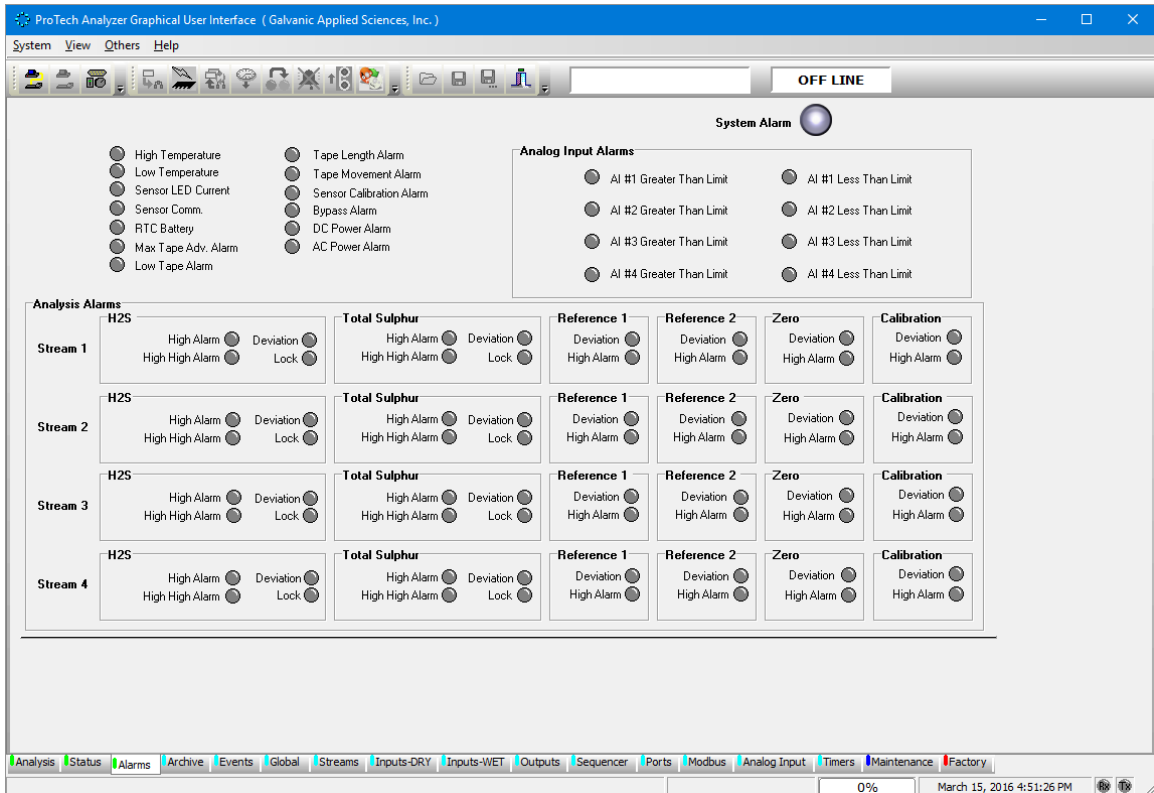 ProTech Analyzer Graphical User Interface ( Galvanic Applied Sciences, Inc. )
System View Others Help
OFF LINE
System Alarm
High Temperature
Low Temperature
Sensor LED Current
Sensor Comm.
RTC Battery
Max Tape Adv. Alarm
Low Tape Alarm
Tape Length Alarm
Tape Movement Alarm
Sensor Calibration Alarm
Bypass Alarm
DC Power Alarm
AC Power Alarm
Analog Input Alarms
AI #1 Greater Than Limit AI #1 Less Than Limit
AI #2 Greater Than Limit AI #2 Less Than Limit
AI #3 Greater Than Limit AI #3 Less Than Limit
AI #4 Greater Than Limit AI #4 Less Than Limit
Analysis Alarms
H2S Total Sulphur Reference 1 Reference 2 Zero Calibration
Stream 1
High Alarm Deviation High Alarm Deviation Deviation Deviation Deviation Deviation
High High Alarm Lock High High Alarm Lock High Alarm High Alarm High Alarm High Alarm
H2S Total Sulphur Reference 1 Reference 2 Zero Calibration
Stream 2
High Alarm Deviation High Alarm Deviation Deviation Deviation Deviation Deviation
High High Alarm Lock High High Alarm Lock High Alarm High Alarm High Alarm High Alarm
H2S Total Sulphur Reference 1 Reference 2 Zero Calibration
Stream 3
High Alarm Deviation High Alarm Deviation Deviation Deviation Deviation Deviation
High High Alarm Lock High High Alarm Lock High Alarm High Alarm High Alarm High Alarm
H2S Total Sulphur Reference 1 Reference 2 Zero Calibration
Stream 4
High Alarm Deviation High Alarm Deviation Deviation Deviation Deviation Deviation
High High Alarm Lock High High Alarm Lock High Alarm High Alarm High Alarm High Alarm
Analysis Status Alarms Archive Events Global Streams Inputs-DRY Inputs-WET Outputs Sequencer Ports Modbus Analog Input Timers Maintenance Factory
0% March 15, 2016 4:51:26 PM Rx Tx